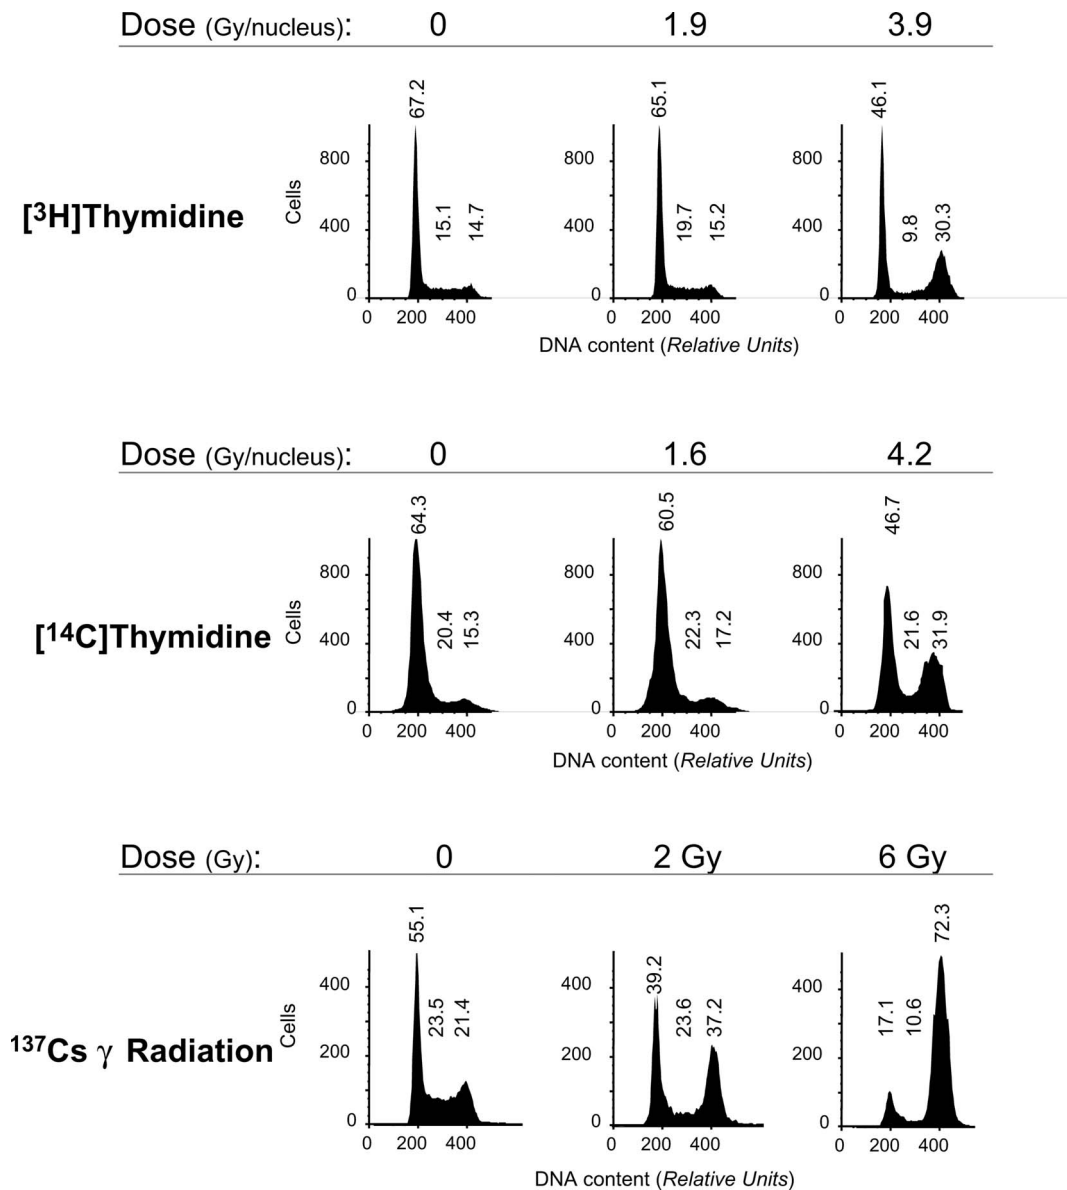 Dose (Gy/nucleus): 0 1.9 3.9
67.2 65.1 46.1
800 800 800
[³H]Thymidine
Cells
15.1 14.7 19.7 15.2 9.8 30.3
400 400 400
0 0 0
0 200 400 0 200 400 0 200 400
DNA content (Relative Units)
Dose (Gy/nucleus): 0 1.6 4.2
64.3 60.5 46.7
800 800 800
[¹⁴C]Thymidine
Cells
20.4 15.3 22.3 17.2 21.6 31.9
400 400 400
0 0 0
0 200 400 0 200 400 0 200 400
DNA content (Relative Units)
Dose (Gy): 0 2 Gy 6 Gy
55.1 39.2 72.3
400 400 400
¹³⁷Cs γ Radiation
Cells
23.5 21.4 23.6 37.2 17.1 10.6
200 200 200
0 0 0
0 200 400 0 200 400 0 200 400
DNA content (Relative Units)